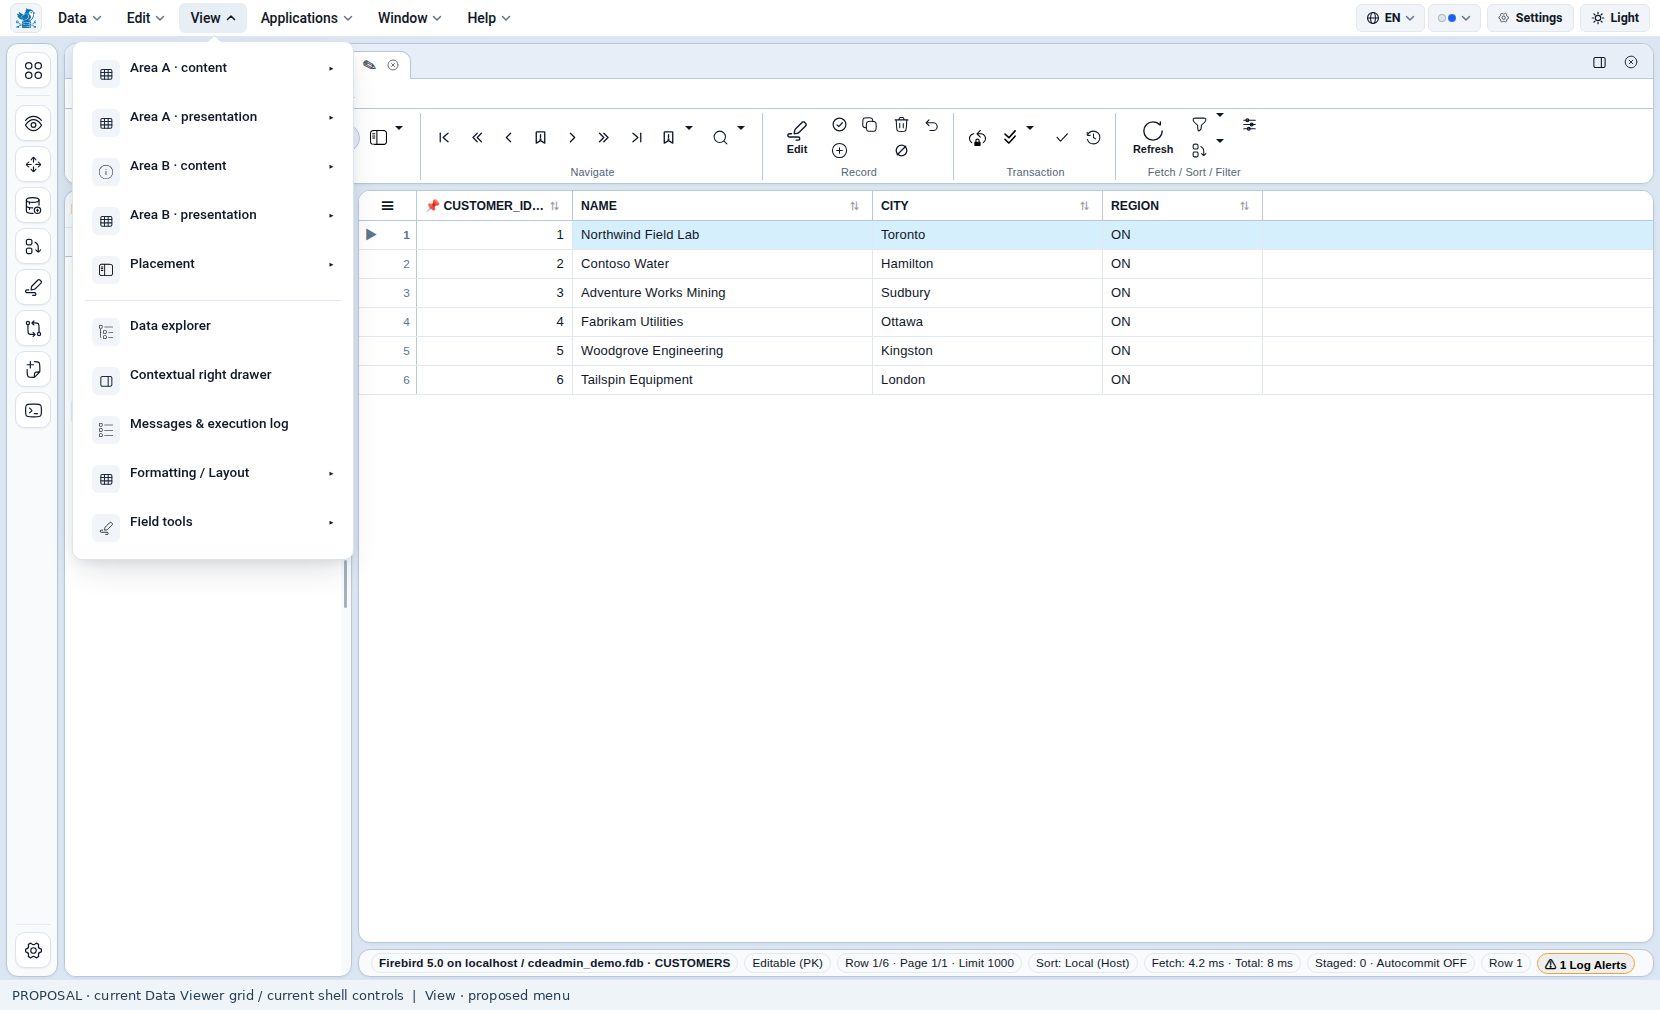 Data Edit View Applications Window Help EN Settings Light
Area A · content
Area A · presentation
Area B · content
Area B · presentation
Placement
Data explorer
Contextual right drawer
Messages & execution log
Formatting / Layout
Field tools
Edit Refresh
Navigate Record Transaction Fetch / Sort / Filter
CUSTOMER_ID... NAME CITY REGION
1 1 Northwind Field Lab Toronto ON
2 2 Contoso Water Hamilton ON
3 3 Adventure Works Mining Sudbury ON
4 4 Fabrikam Utilities Ottawa ON
5 5 Woodgrove Engineering Kingston ON
6 6 Tailspin Equipment London ON
Firebird 5.0 on localhost / cdeadmin_demo.fdb · CUSTOMERS Editable (PK) Row 1/6 · Page 1/1 · Limit 1000 Sort: Local (Host) Fetch: 4.2 ms · Total: 8 ms Staged: 0 · Autocommit OFF Row 1 1 Log Alerts
PROPOSAL · current Data Viewer grid / current shell controls | View · proposed menu